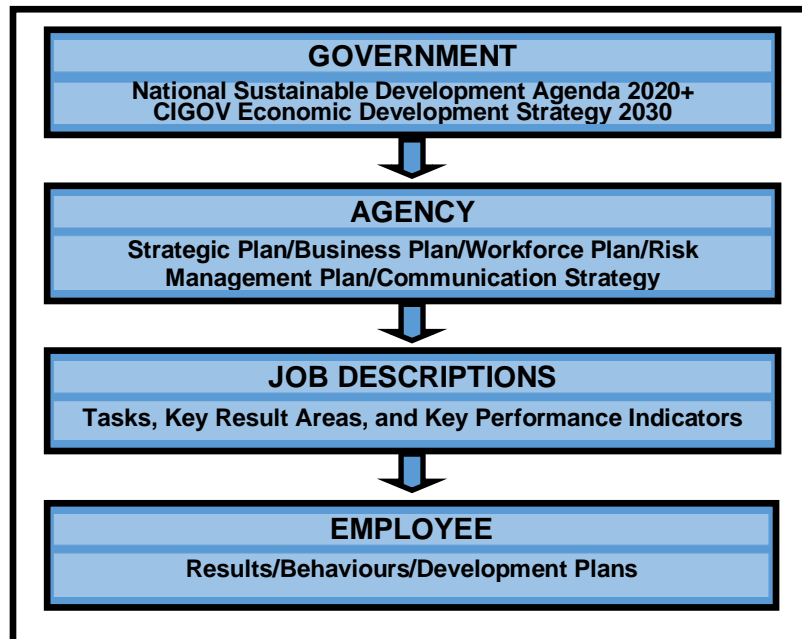 GOVERNMENT
National Sustainable Development Agenda 2020+
CIGOV Economic Development Strategy 2030
AGENCY
Strategic Plan/Business Plan/Workforce Plan/Risk
Management Plan/Communication Strategy
JOB DESCRIPTIONS
Tasks, Key Result Areas, and Key Performance Indicators
EMPLOYEE
Results/Behaviours/Development Plans